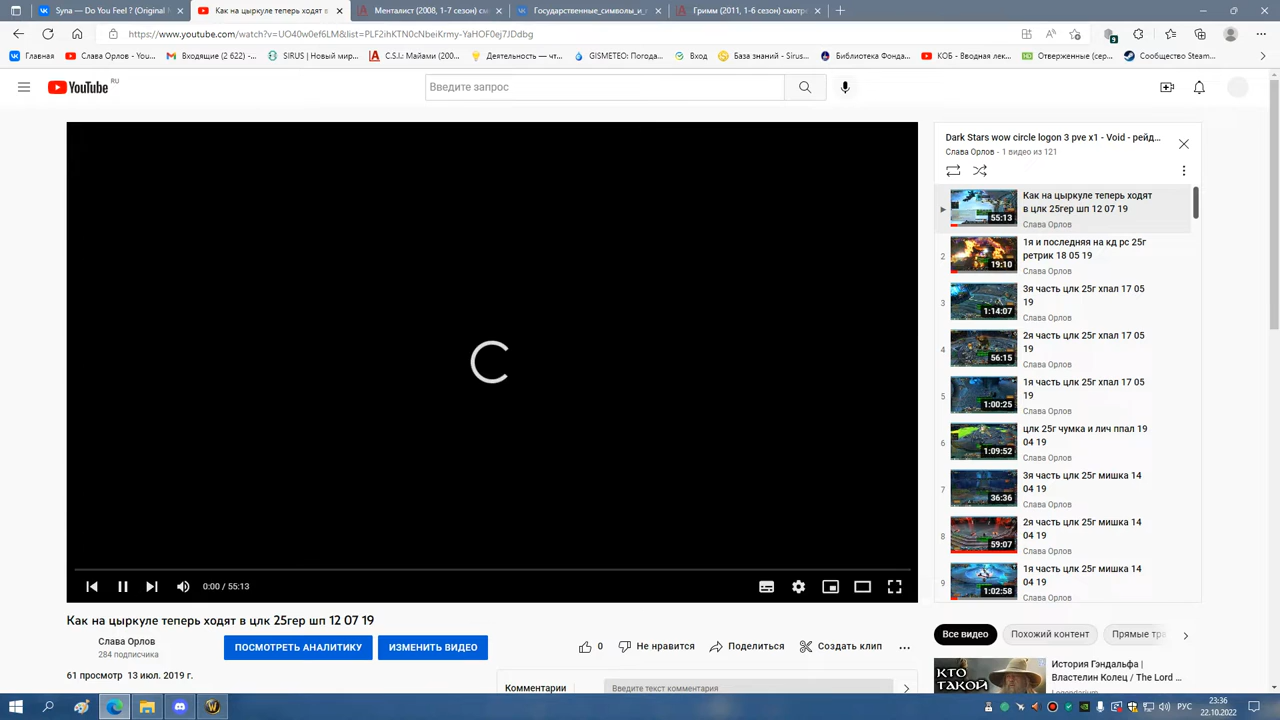 Syna — Do You Feel ? (Original
Как на цыркуле теперь ходят в
Менталист (2008, 1-7 сезон) см
Государственные_символы_и_г
Гримм (2011, 1-6 сезон) смотре
https://www.youtube.com/watch?v=UO40w0ef6LM&list=PLF2ihKTN0cNbeiKrmy-YaHOF0ej7JDdbg
9
Главная
Слава Орлов - You...
Входящие (2 622) -...
SIRUS | Новый мир...
C.S.I.: Майами (200...
Деятельность — чт...
GISMETEO: Погода...
Вход
База знаний - Sirus...
Библиотека Фонда...
КОБ - Вводная лек...
Отверженные (сер...
Сообщество Steam...
YouTube RU
Введите запрос
Dark Stars wow circle logon 3 pve x1 - Void - рейд...
Слава Орлов - 1 видео из 121
55:13
Как на цыркуле теперь ходят
в цлк 25гер шп 12 07 19
Слава Орлов
2
19:10
1я и последняя на кд рс 25г
ретрик 18 05 19
Слава Орлов
3
1:14:07
3я часть цлк 25г хпал 17 05
19
Слава Орлов
4
56:15
2я часть цлк 25г хпал 17 05
19
Слава Орлов
5
1:00:25
1я часть цлк 25г хпал 17 05
19
Слава Орлов
6
1:09:52
цлк 25г чумка и лич ппал 19
04 19
Слава Орлов
7
36:36
3я часть цлк 25г мишка 14
04 19
Слава Орлов
8
59:07
2я часть цлк 25г мишка 14
04 19
Слава Орлов
9
1:02:58
1я часть цлк 25г мишка 14
04 19
Слава Орлов
0:00 / 55:13
Как на цыркуле теперь ходят в цлк 25гер шп 12 07 19
Слава Орлов
284 подписчика
ПОСМОТРЕТЬ АНАЛИТИКУ
ИЗМЕНИТЬ ВИДЕО
0
Не нравится
Поделиться
Создать клип
61 просмотр 13 июл. 2019 г.
Комментарии
Введите текст комментария
Все видео
Похожий контент
Прямые тра
КТО
ТАКОЙ
История Гэндальфа |
Властелин Колец / The Lord ...
Legendarium
РУС
23:36
22.10.2022